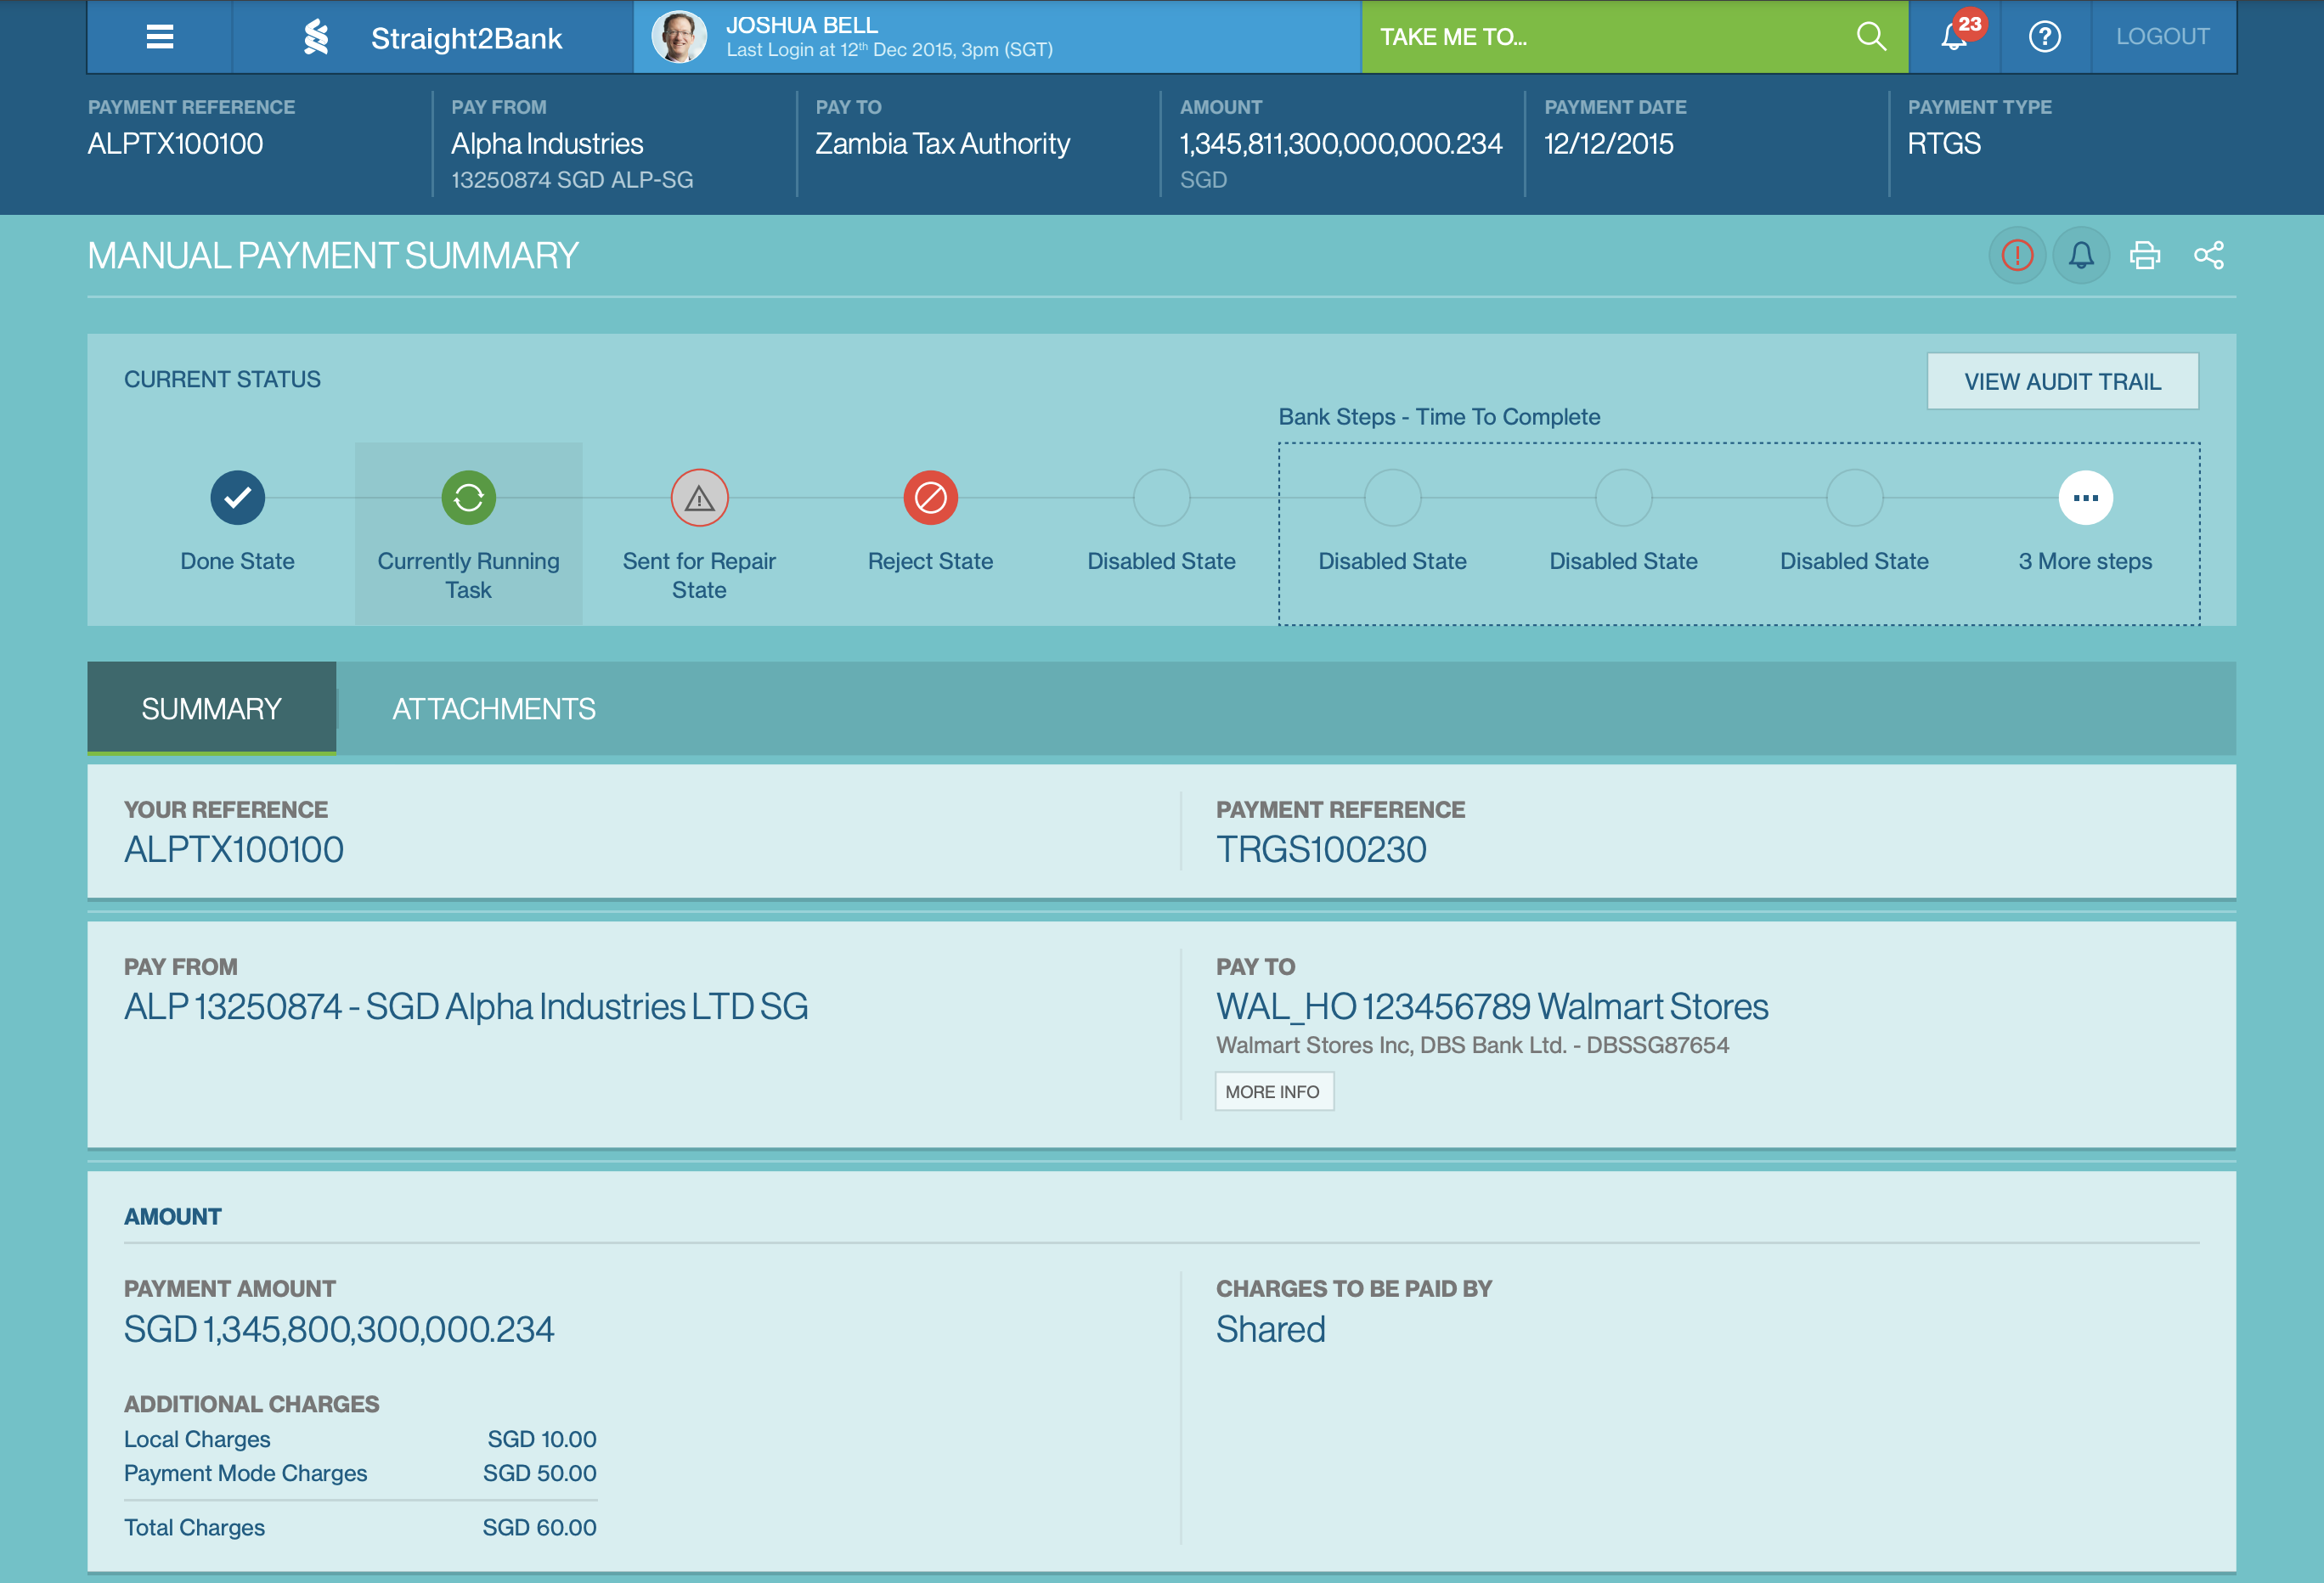 Straight2Bank
JOSHUA BELL
Last Login at 12th Dec 2015, 3pm (SGT)
TAKE ME TO...
23
?
LOGOUT
PAYMENT REFERENCE
ALPTX100100
PAY FROM
Alpha Industries
13250874 SGD ALP-SG
PAY TO
Zambia Tax Authority
AMOUNT
1,345,811,300,000,000.234
SGD
PAYMENT DATE
12/12/2015
PAYMENT TYPE
RTGS
MANUAL PAYMENT SUMMARY
CURRENT STATUS
VIEW AUDIT TRAIL
Bank Steps - Time To Complete
Done State
Currently Running
Task
Sent for Repair
State
Reject State
Disabled State
Disabled State
Disabled State
Disabled State
3 More steps
SUMMARY
ATTACHMENTS
YOUR REFERENCE
ALPTX100100
PAYMENT REFERENCE
TRGS100230
PAY FROM
ALP 13250874 - SGD Alpha Industries LTD SG
PAY TO
WAL_HO 123456789 Walmart Stores
Walmart Stores Inc, DBS Bank Ltd. - DBSSG87654
MORE INFO
AMOUNT
PAYMENT AMOUNT
SGD 1,345,800,300,000.234
CHARGES TO BE PAID BY
Shared
ADDITIONAL CHARGES
Local Charges SGD 10.00
Payment Mode Charges SGD 50.00
Total Charges SGD 60.00